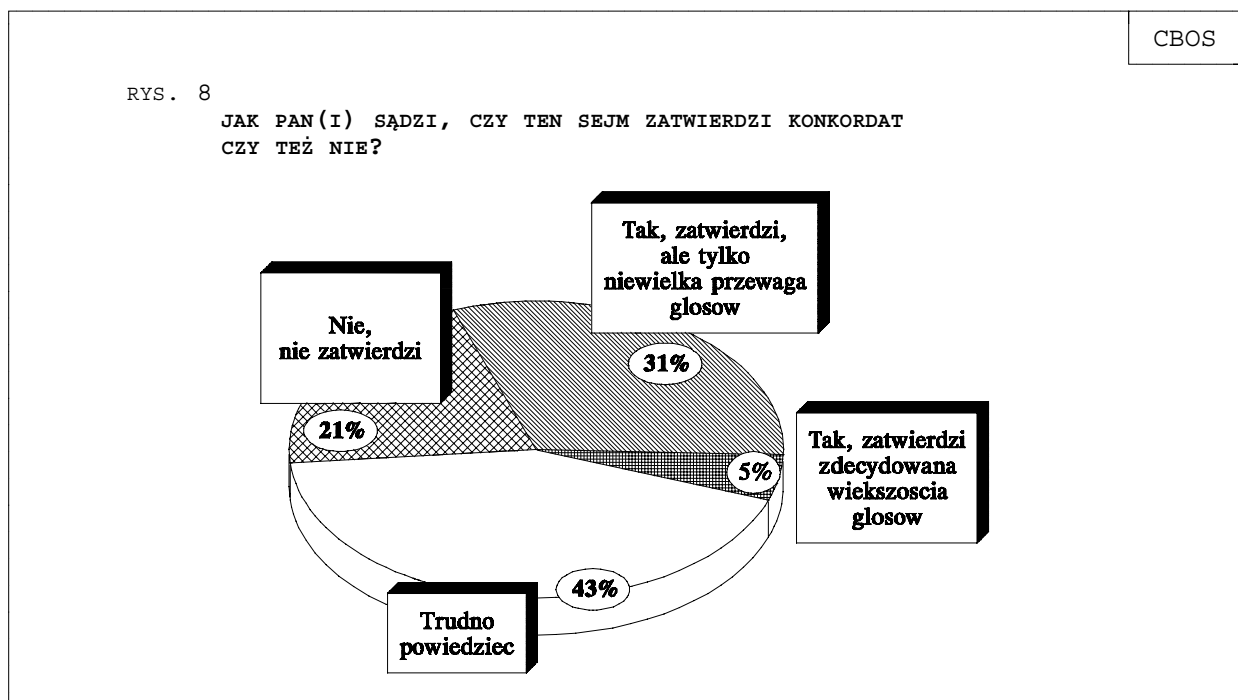 CBOS
RYS. 8
JAK PAN(I) SĄDZI, CZY TEN SEJM ZATWIERDZI KONKORDAT
CZY TEŻ NIE?
Tak, zatwierdzi,
ale tylko
niewielka przewaga
glosow
31%
Nie,
nie zatwierdzi
21%
Tak, zatwierdzi
zdecydowana
wiekszoscia
glosow
5%
43%
Trudno
powiedziec